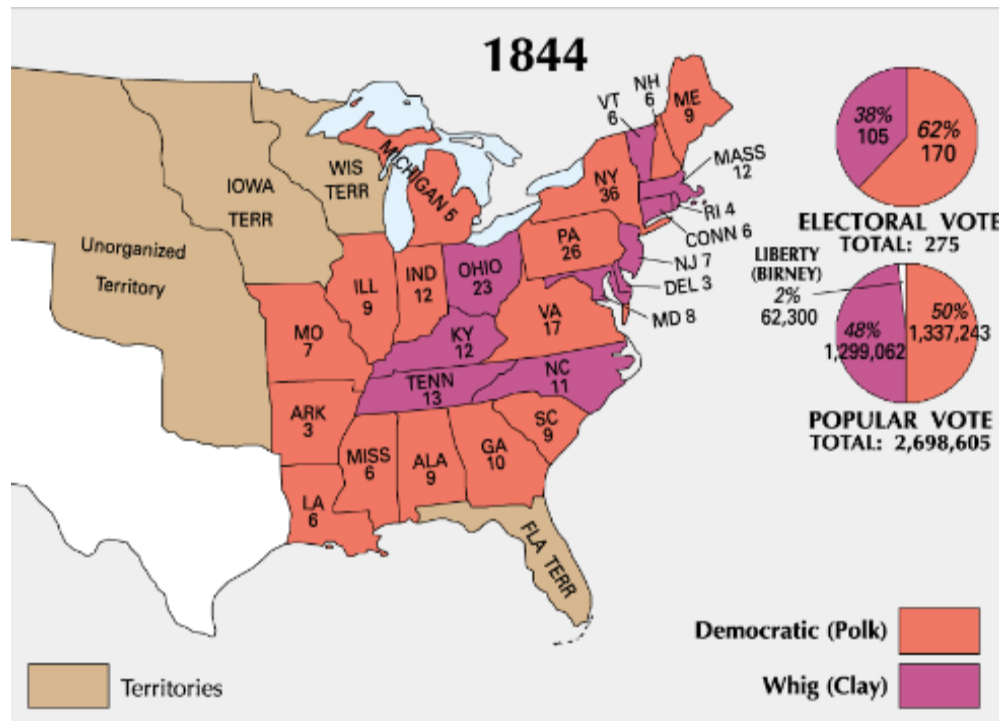 1844
VT
6
NH
6
ME
9
MASS
12
RI 4
CONN 6
NJ 7
DEL 3
MD 8
NY
36
PA
26
MICHIGAN 5
WIS
TERR
IOWA
TERR
Unorganized
Territory
ILL
9
IND
12
OHIO
23
VA
17
MO
7
KY
12
NC
11
TENN
13
ARK
3
SC
9
MISS
6
ALA
9
GA
10
LA
6
FLA TERR
38%
105
62%
170
ELECTORAL VOTE
TOTAL: 275
LIBERTY
(BIRNEY)
2%
62,300
50%
1,337,243
48%
1,299,062
POPULAR VOTE
TOTAL: 2,698,605
Democratic (Polk)
Whig (Clay)
Territories